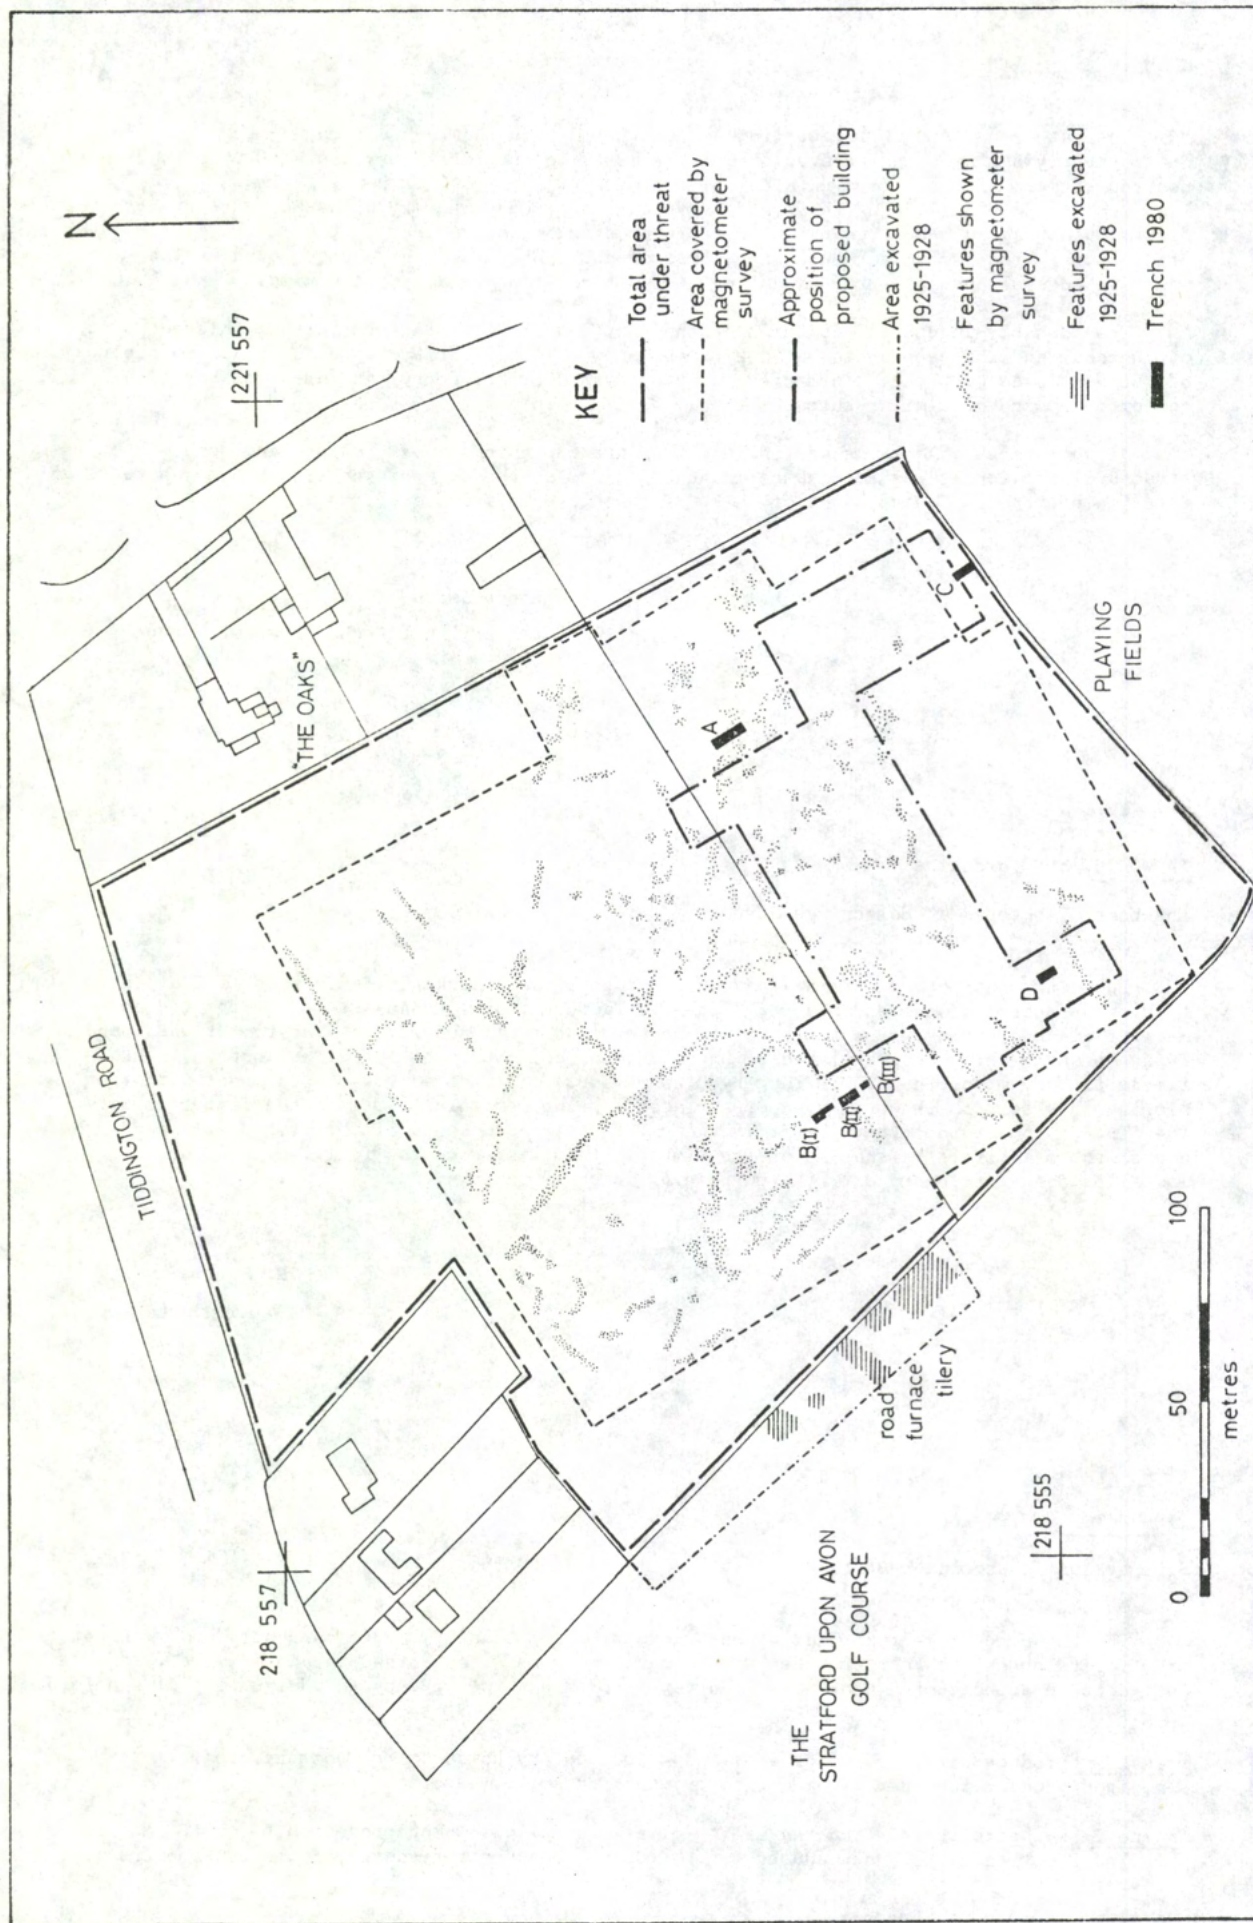 N
221 557
TIDDINGTON ROAD
"THE OAKS"
218 557
KEY
Total area
under threat
Area covered by
magnetometer
survey
Approximate
position of
proposed building
Area excavated
1925-1928
Features shown
by magnetometer
survey
Features excavated
1925-1928
Trench 1980
A
B(I)
B(II)
B(III)
C
D
PLAYING
FIELDS
road
furnace
tilery
THE
STRATFORD UPON AVON
GOLF COURSE
218 555
0
50
100
metres